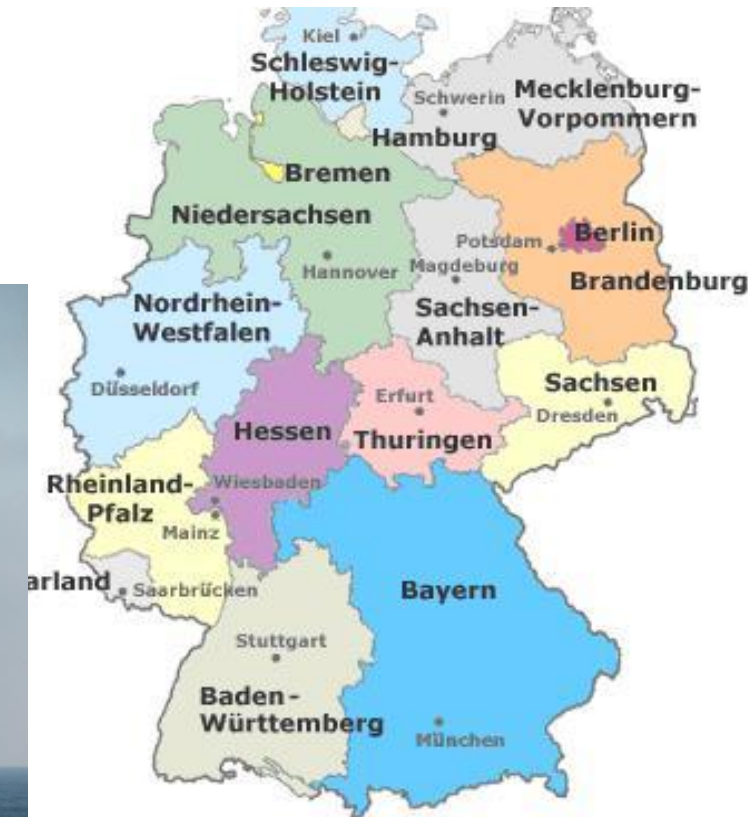 Kiel
Schleswig-
Holstein
Schwerin
Mecklenburg-
Vorpommern
Hamburg
Bremen
Niedersachsen
Hannover
Potsdam
Berlin
Magdeburg
Brandenburg
Nordrhein-
Westfalen
Sachsen-
Anhalt
Düsseldorf
Sachsen
Dresden
Erfurt
Hessen
Thuringen
Rheinland-
Pfalz
Wiesbaden
Mainz
arland
Saarbrücken
Bayern
Stuttgart
Baden-
Württemberg
München